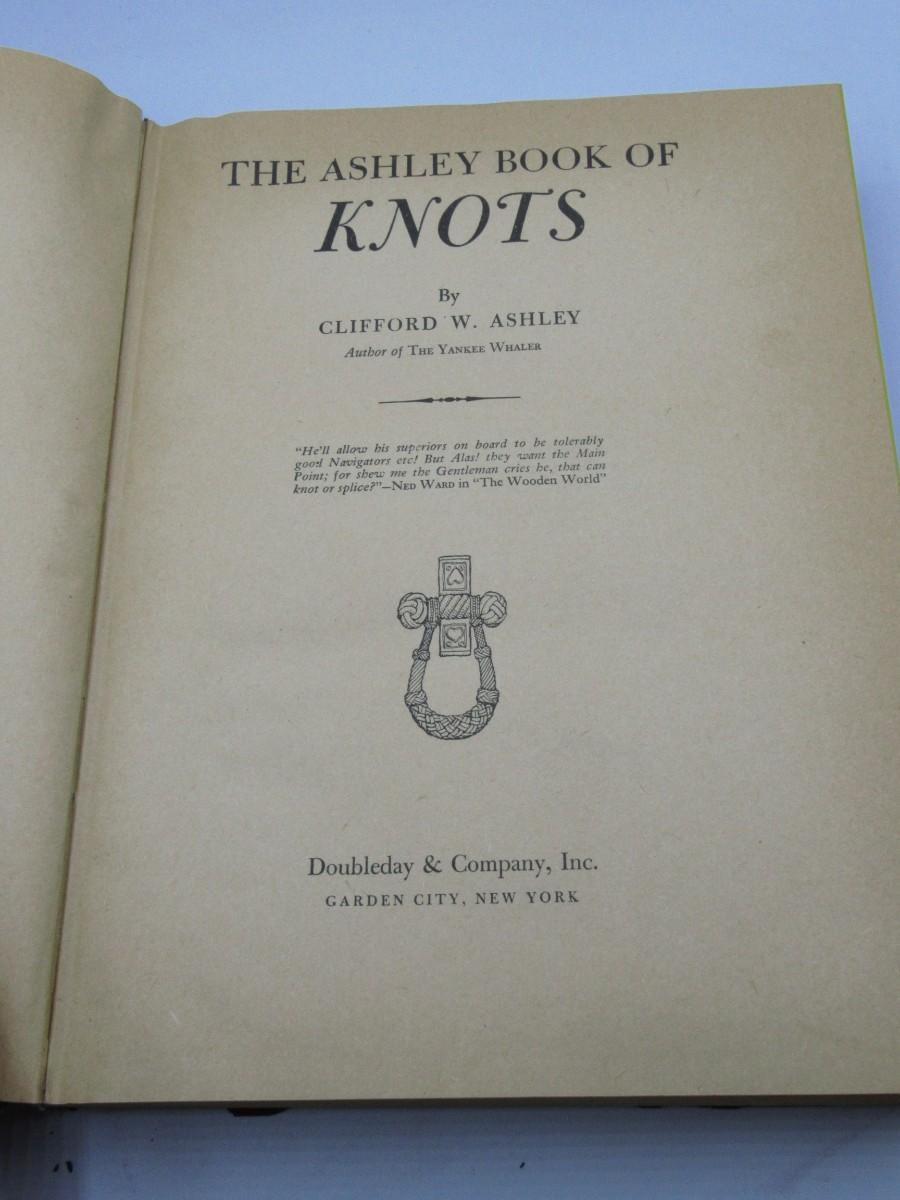 THE ASHLEY BOOK OF
KNOTS
By
CLIFFORD W. ASHLEY
Author of THE YANKEE WHALER
"He'll allow his superiors on board to be tolerably
good Navigators etc! But Alas! they want the Main
Point; for shew me the Gentleman cries he, that can
knot or splice?"—NED WARD in "The Wooden World"
Doubleday & Company, Inc.
GARDEN CITY, NEW YORK